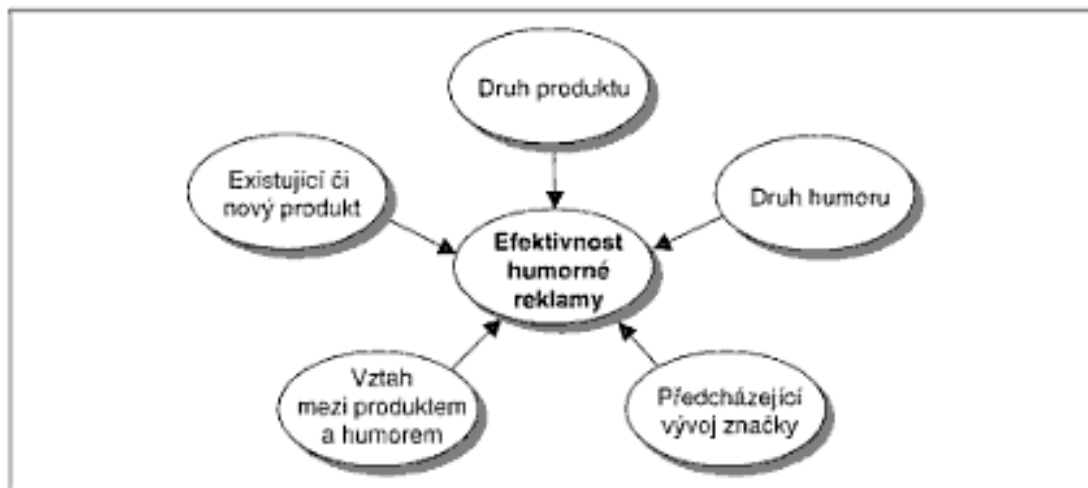 Druh produktu
Existující či
nový produkt
Druh humoru
Efektivnost
humorné
reklamy
Vztah
mezi produktem
a humorem
Předcházející
vývoj značky